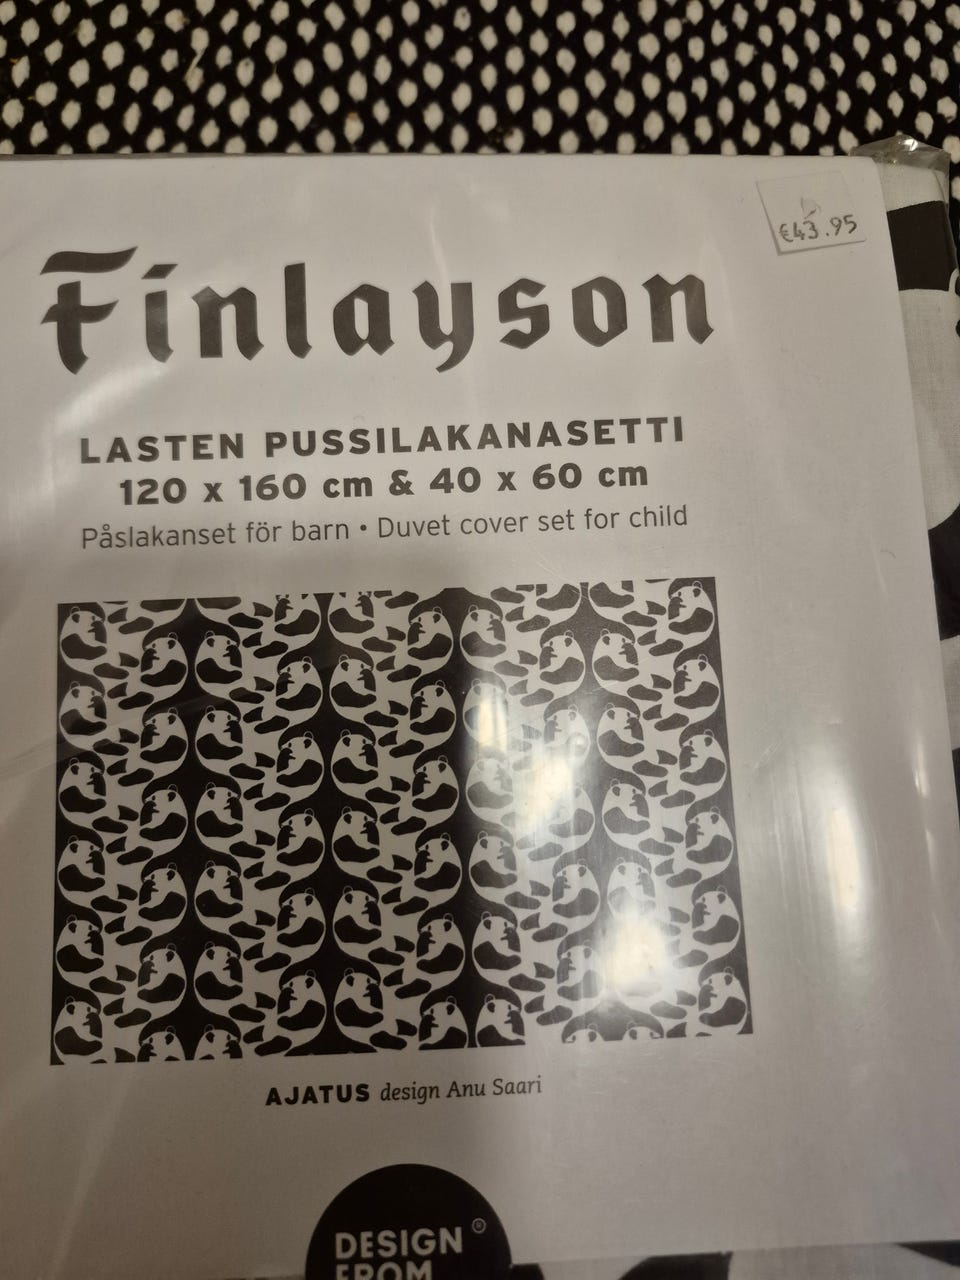 €43.95
Finlayson
LASTEN PUSSILAKANASETTI
120 x 160 cm & 40 x 60 cm
Påslakanset för barn • Duvet cover set for child
AJATUS design Anu Saari
DESIGN ®
FROM